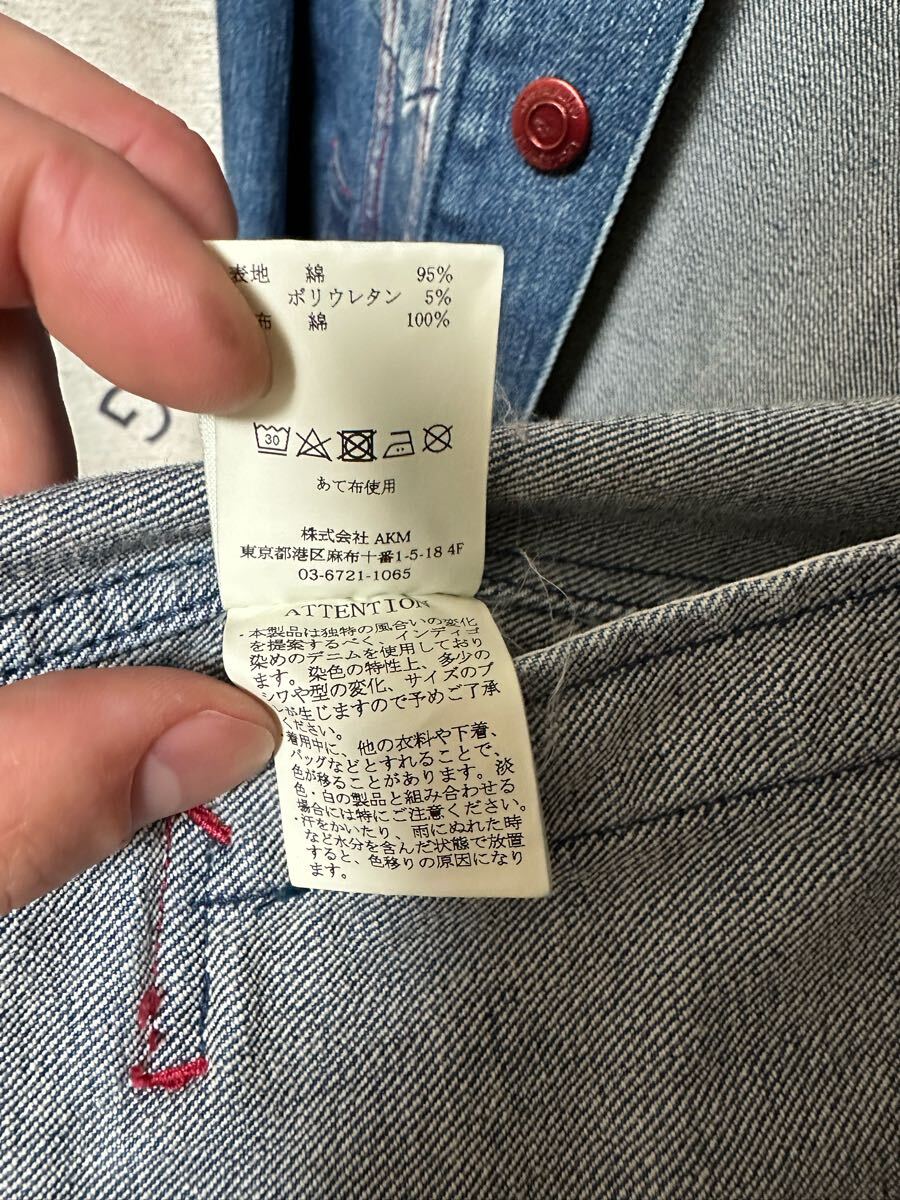 表地 綿 95%
ポリウレタン 5%
布 綿 100%
30
あて布使用
株式会社 AKM
東京都港区麻布十番1-5-18 4F
03-6721-1065
ATTENTION
・本製品は独特の風合いの変化
を提案するべく、インディゴ
染めのデニムを使用しており
ます。染色の特性上、多少の
シワや型の変化、サイズのブ
が生じますので予めご了承
ください。
着用中に、他の衣料や下着、
バッグなどとすれることで、
色が移ることがあります。淡
色・白の製品と組み合わせる
場合には特にご注意ください。
・汗をかいたり、雨にぬれた時
など水分を含んだ状態で放置
すると、色移りの原因になり
ます。
5